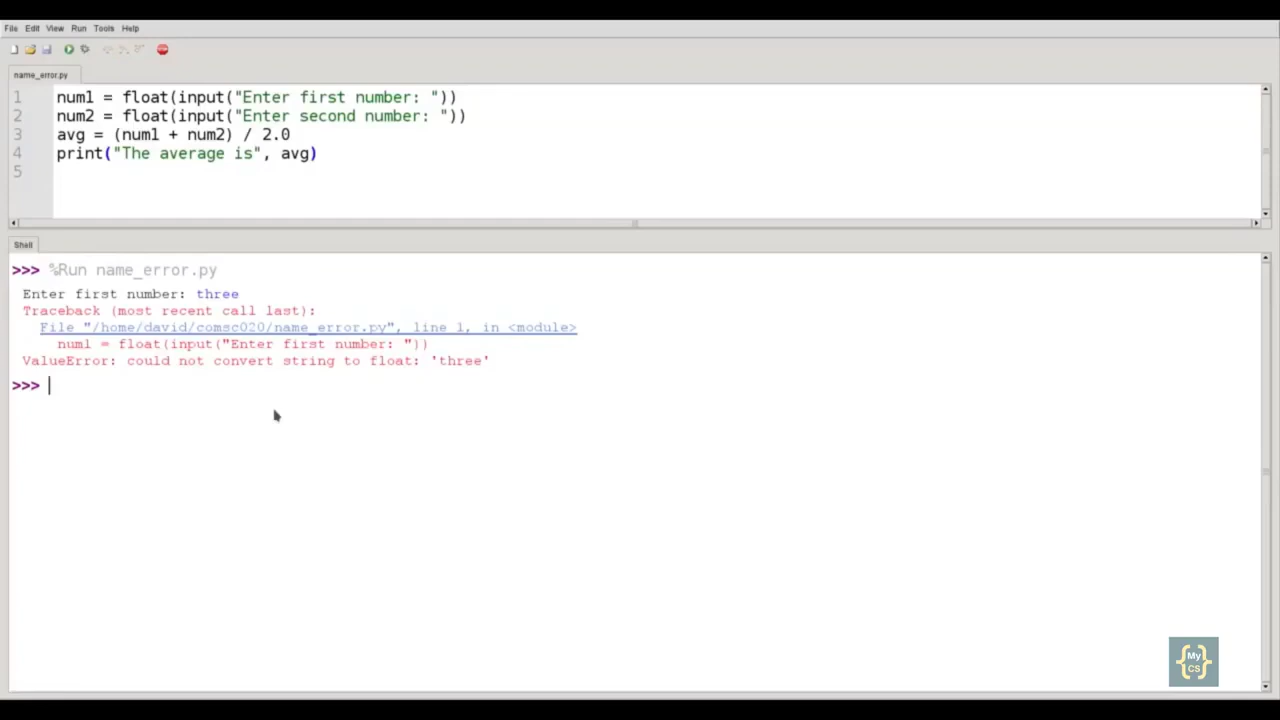 File Edit View Run Tools Help
name_error.py
1 num1 = float(input("Enter first number: "))
2 num2 = float(input("Enter second number: "))
3 avg = (num1 + num2) / 2.0
4 print("The average is", avg)
5
Shell
>>> %Run name_error.py
Enter first number: three
Traceback (most recent call last):
File "/home/david/comsc020/name_error.py", line 1, in <module>
num1 = float(input("Enter first number: "))
ValueError: could not convert string to float: 'three'
>>>
{My CS}